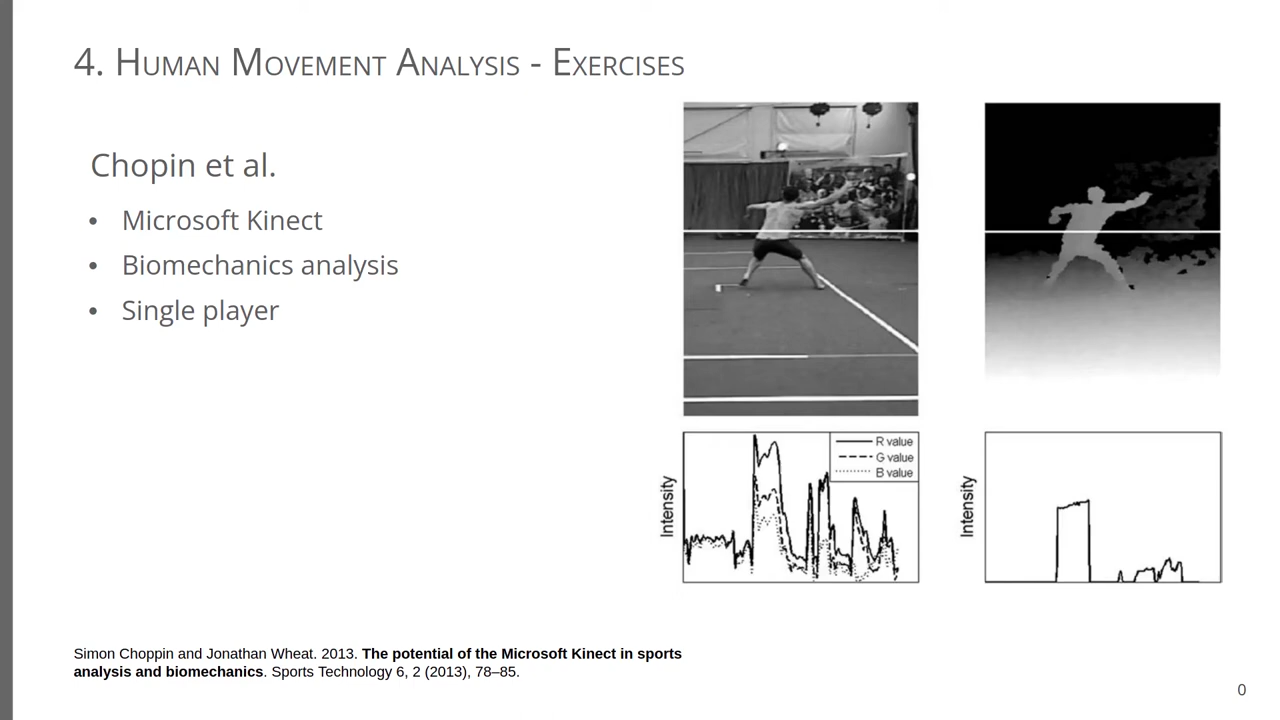 4. Human Movement Analysis - Exercises
Chopin et al.
• Microsoft Kinect
• Biomechanics analysis
• Single player
R value
G value
B value
Intensity
Intensity
Simon Choppin and Jonathan Wheat. 2013. The potential of the Microsoft Kinect in sports
analysis and biomechanics. Sports Technology 6, 2 (2013), 78–85.
0